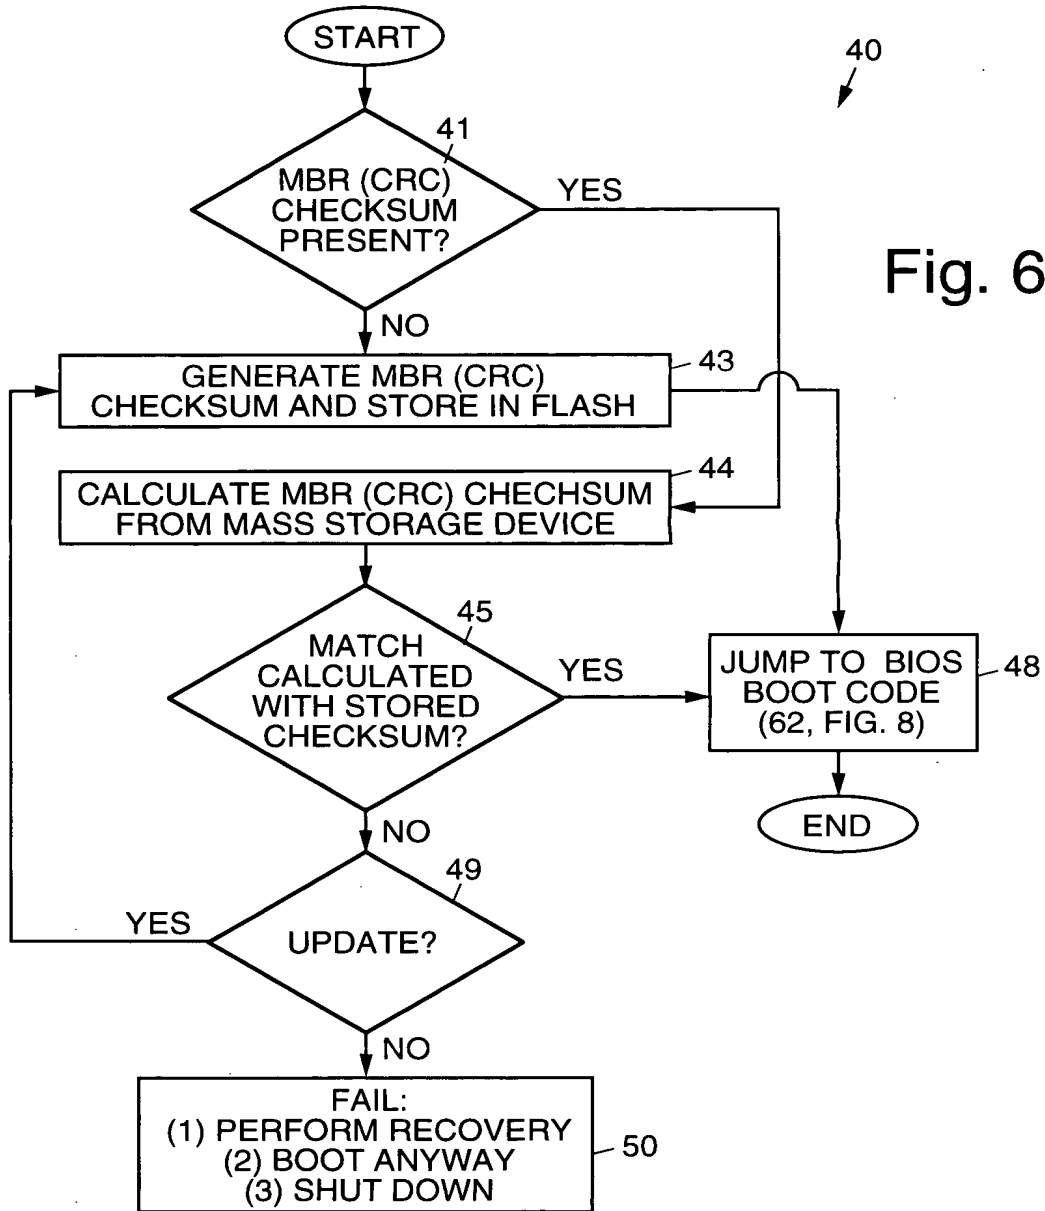 START
40
41
MBR (CRC)
CHECKSUM
PRESENT?
YES
Fig. 6
NO
43
GENERATE MBR (CRC)
CHECKSUM AND STORE IN FLASH
44
CALCULATE MBR (CRC) CHECHSUM
FROM MASS STORAGE DEVICE
45
MATCH
CALCULATED
WITH STORED
CHECKSUM?
YES
JUMP TO BIOS
BOOT CODE
(62, FIG. 8)
48
NO
END
49
YES
UPDATE?
NO
FAIL:
(1) PERFORM RECOVERY
(2) BOOT ANYWAY
(3) SHUT DOWN
50